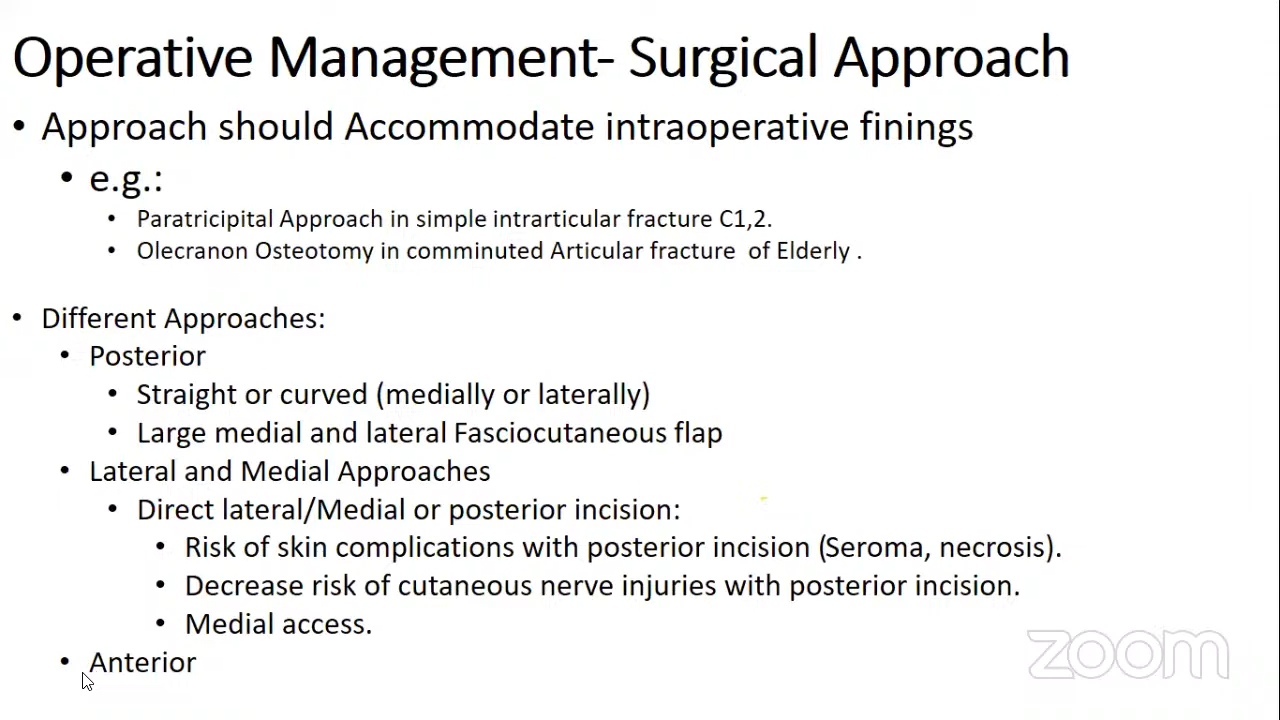 Operative Management- Surgical Approach
• Approach should Accommodate intraoperative finings
• e.g.:
• Paratricipital Approach in simple intrarticular fracture C1,2.
• Olecranon Osteotomy in comminuted Articular fracture of Elderly .
• Different Approaches:
• Posterior
• Straight or curved (medially or laterally)
• Large medial and lateral Fasciocutaneous flap
• Lateral and Medial Approaches
• Direct lateral/Medial or posterior incision:
• Risk of skin complications with posterior incision (Seroma, necrosis).
• Decrease risk of cutaneous nerve injuries with posterior incision.
• Medial access.
• Anterior
zoom